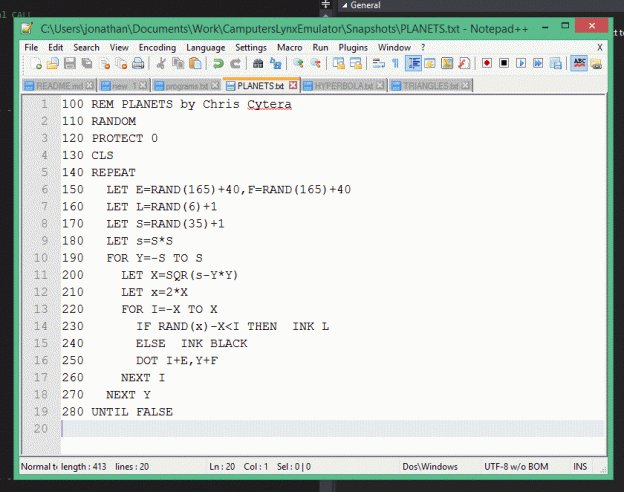 General
C:\Users\jonathan\Documents\Work\CamputersLynxEmulator\Snapshots\PLANETS.txt - Notepad++
File Edit Search View Encoding Language Settings Macro Run Plugins Window ? X
README.md new 1 programs.txt PLANETS.txt HYPERBOLA.txt TRIANGLES.txt
1 100 REM PLANETS by Chris Cytera
2 110 RANDOM
3 120 PROTECT 0
4 130 CLS
5 140 REPEAT
6 150 LET E=RAND(165)+40,F=RAND(165)+40
7 160 LET L=RAND(6)+1
8 170 LET S=RAND(35)+1
9 180 LET s=S*S
10 190 FOR Y=-S TO S
11 200 LET X=SQR(s-Y*Y)
12 210 LET x=2*X
13 220 FOR I=-X TO X
14 230 IF RAND(x)-X<I THEN INK L
15 240 ELSE INK BLACK
16 250 DOT I+E,Y+F
17 260 NEXT I
18 270 NEXT Y
19 280 UNTIL FALSE
20
Normal t length : 413 lines : 20 Ln : 20 Col : 1 Sel : 0 | 0 Dos\Windows UTF-8 w/o BOM INS